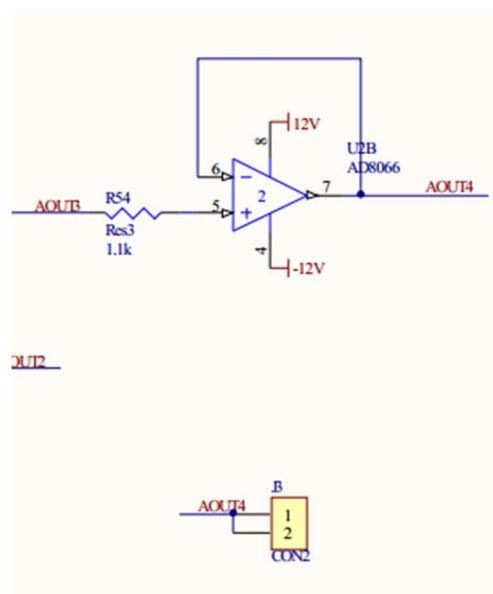 8
12V
U2B
AD8066
6
2
7
AOUT4
AOUT3
R54
5
Res3
1.1k
4
-12V
OUT2
J3
AOUT4
1
2
CON2